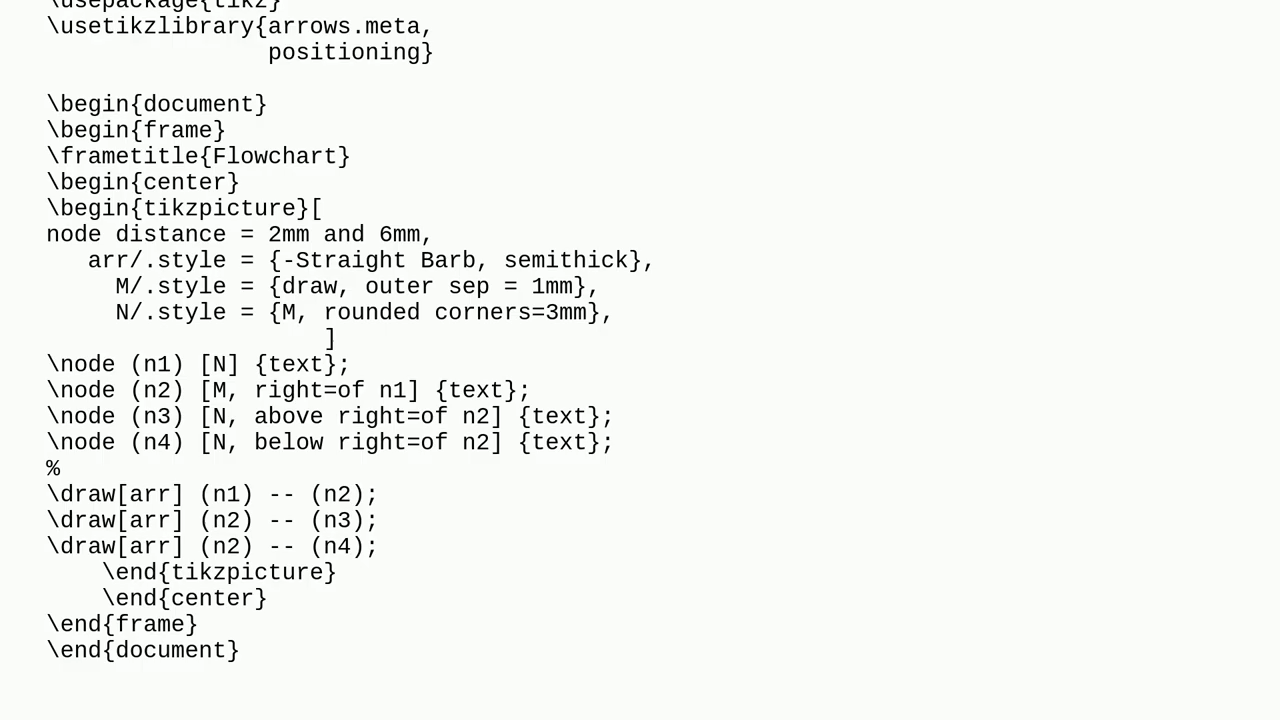 \usepackage{tikz}
\usetikzlibrary{arrows.meta,
                positioning}

\begin{document}
\begin{frame}
\frametitle{Flowchart}
\begin{center}
\begin{tikzpicture}[
node distance = 2mm and 6mm,
   arr/.style = {-Straight Barb, semithick},
     M/.style = {draw, outer sep = 1mm},
     N/.style = {M, rounded corners=3mm},
                    ]
\node (n1) [N] {text};
\node (n2) [M, right=of n1] {text};
\node (n3) [N, above right=of n2] {text};
\node (n4) [N, below right=of n2] {text};
%
\draw[arr] (n1) -- (n2);
\draw[arr] (n2) -- (n3);
\draw[arr] (n2) -- (n4);
    \end{tikzpicture}
    \end{center}
\end{frame}
\end{document}